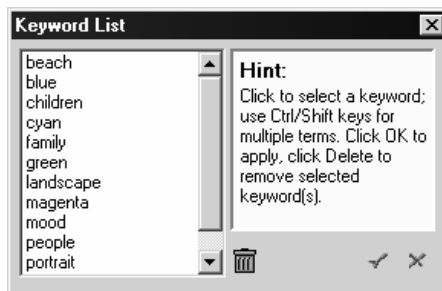 Keyword List
beach
blue
children
cyan
family
green
landscape
magenta
mood
people
portrait
Hint:
Click to select a keyword;
use Ctrl/Shift keys for
multiple terms. Click OK to
apply, click Delete to
remove selected
keyword(s).